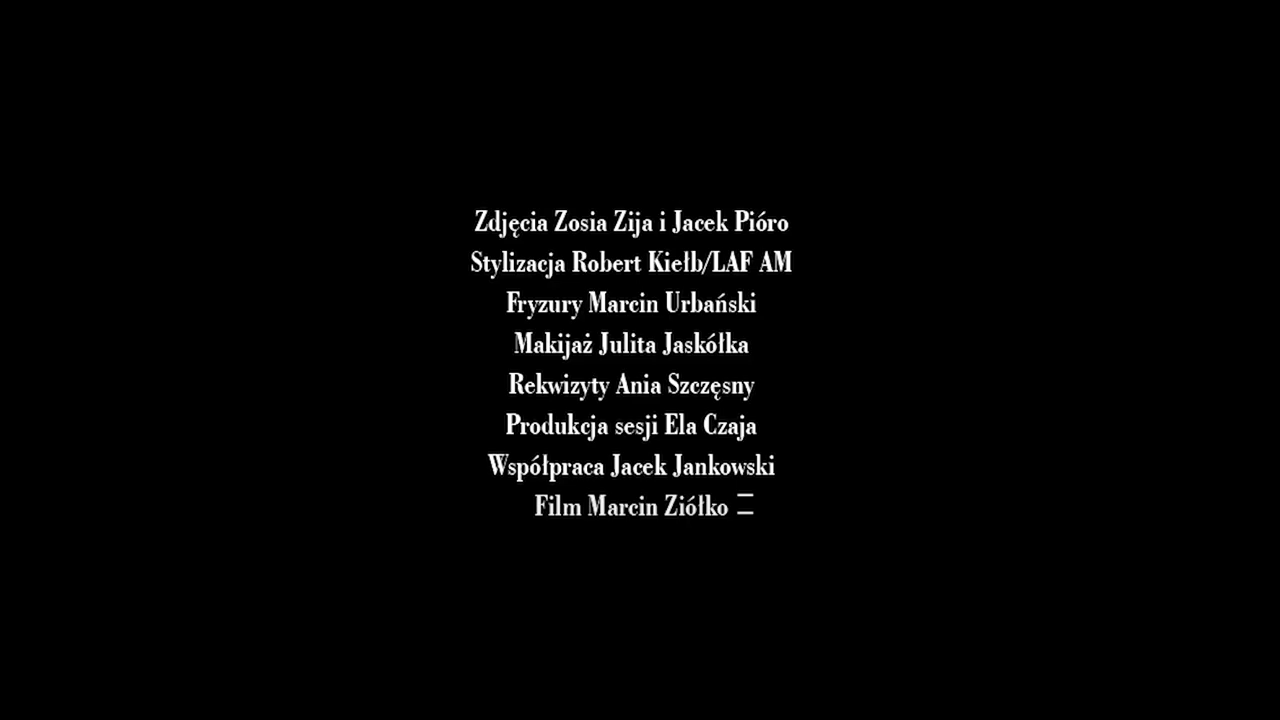 Zdjęcia Zosia Zija i Jacek Pióro
Stylizacja Robert Kiełb/LAF AM
Fryzury Marcin Urbański
Makijaż Julita Jaskółka
Rekwizyty Ania Szczęsny
Produkcja sesji Ela Czaja
Współpraca Jacek Jankowski
Film Marcin Ziółko